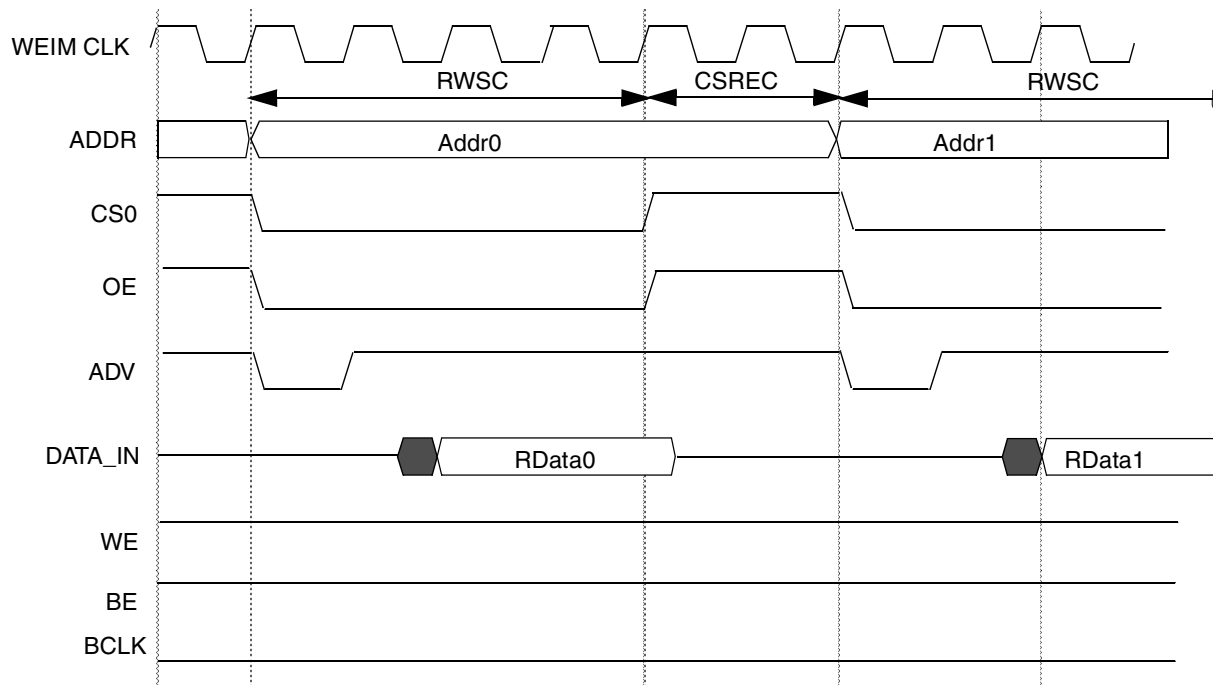 WEIM CLK
RWSC CSREC RWSC
ADDR Addr0 Addr1
CS0
OE
ADV
DATA_IN RData0 RData1
WE
BE
BCLK